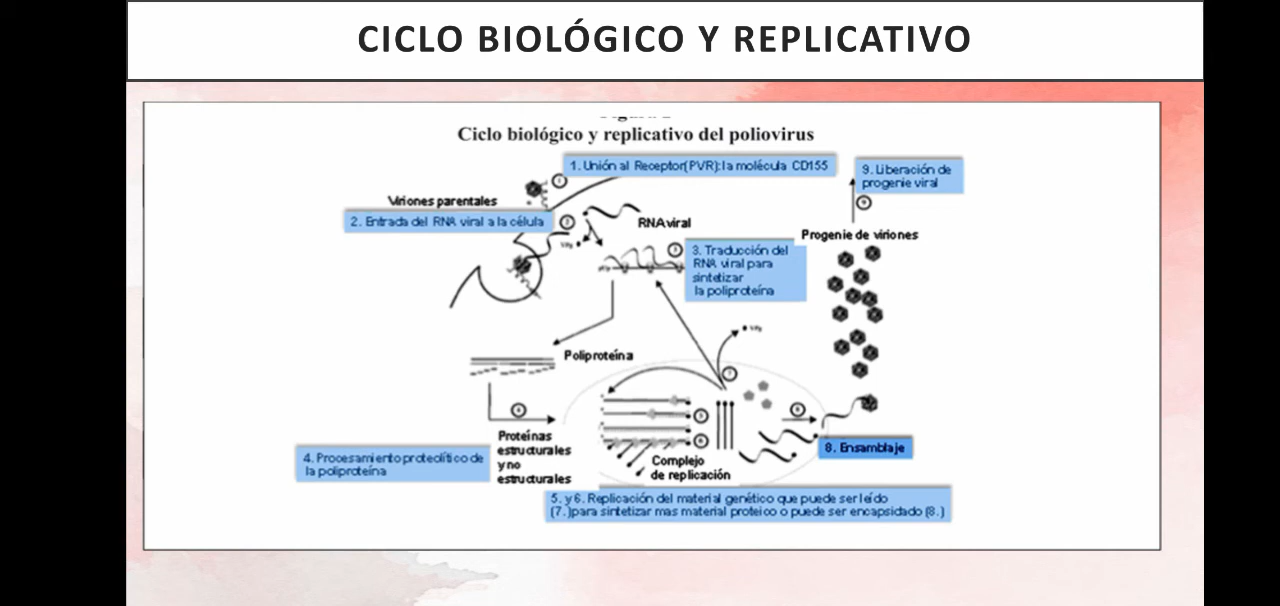 CICLO BIOLÓGICO Y REPLICATIVO
Ciclo biológico y replicativo del poliovirus
1. Unión al Receptor(PVR):la molécula CD155
9. Liberación de
progenie viral
Viriones parentales
2. Entrada del RNA viral a la célula
RNA viral
3. Traducción del
RNA viral para
sintetizar
la poliproteína
Progenie de viriones
Poliproteína
Proteínas
estructurales
y no
estructurales
4. Procesamiento proteolítico de
la poliproteína
Complejo
de replicación
8. Ensamblaje
5. y 6. Replicación del material genético que puede ser leído
(7.)para sintetizar mas material proteico o puede ser encapsidado (8.)